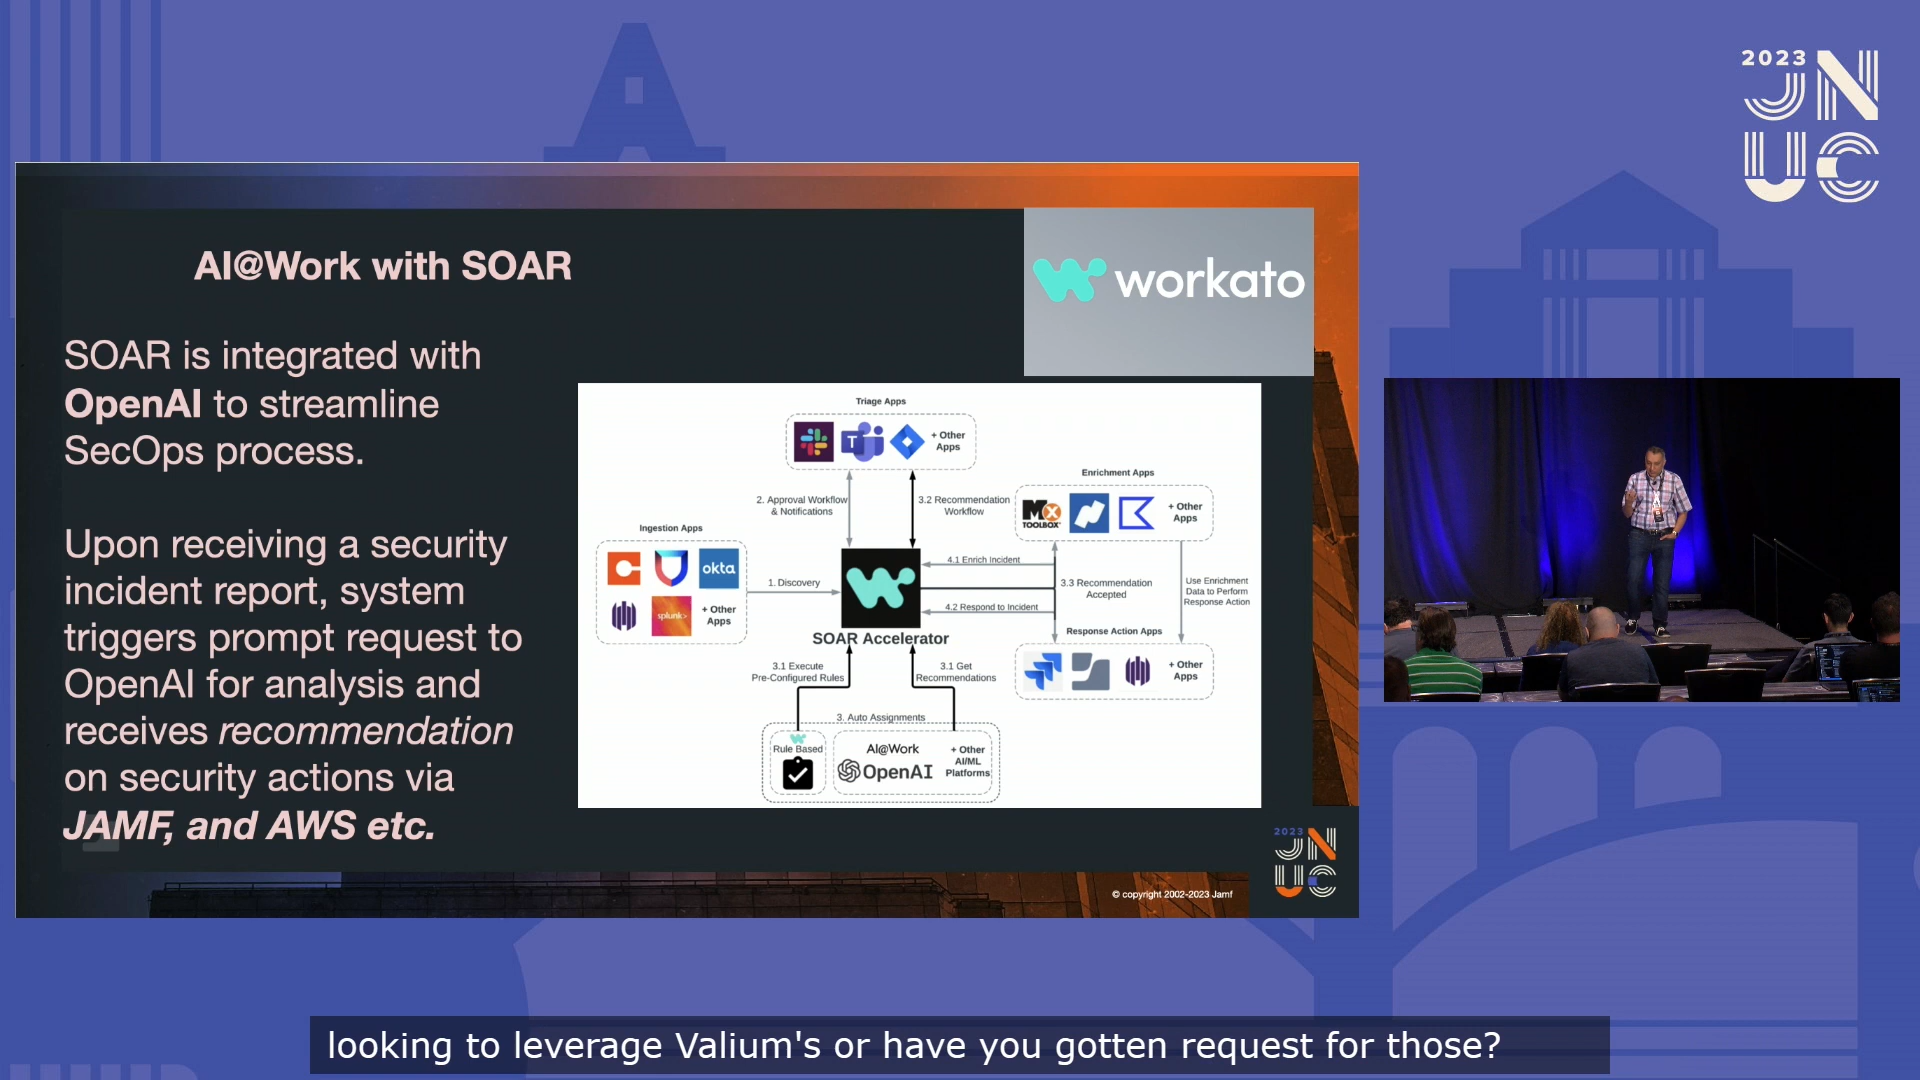 2023
JN
UC
AI@Work with SOAR
workato
SOAR is integrated with
OpenAI to streamline
SecOps process.
Upon receiving a security
incident report, system
triggers prompt request to
OpenAI for analysis and
receives recommendation
on security actions via
JAMF, and AWS etc.
Triage Apps
T
+ Other
Apps
2. Approval Workflow
& Notifications
3.2 Recommendation
Workflow
Enrichment Apps
MX
TOOLBOX
+ Other
Apps
Ingestion Apps
okta
splunk>
+ Other
Apps
1. Discovery
4.1 Enrich Incident
3.3 Recommendation
Accepted
4.2 Respond to Incident
Use Enrichment
Data to Perform
Response Action
SOAR Accelerator
Response Action Apps
+ Other
Apps
3.1 Execute
Pre-Configured Rules
3.1 Get
Recommendations
3. Auto Assignments
Rule Based
AI@Work
OpenAI
+ Other
AI/ML
Platforms
© copyright 2002-2023 Jamf
2023
JN
UC
looking to leverage Valium's or have you gotten request for those?